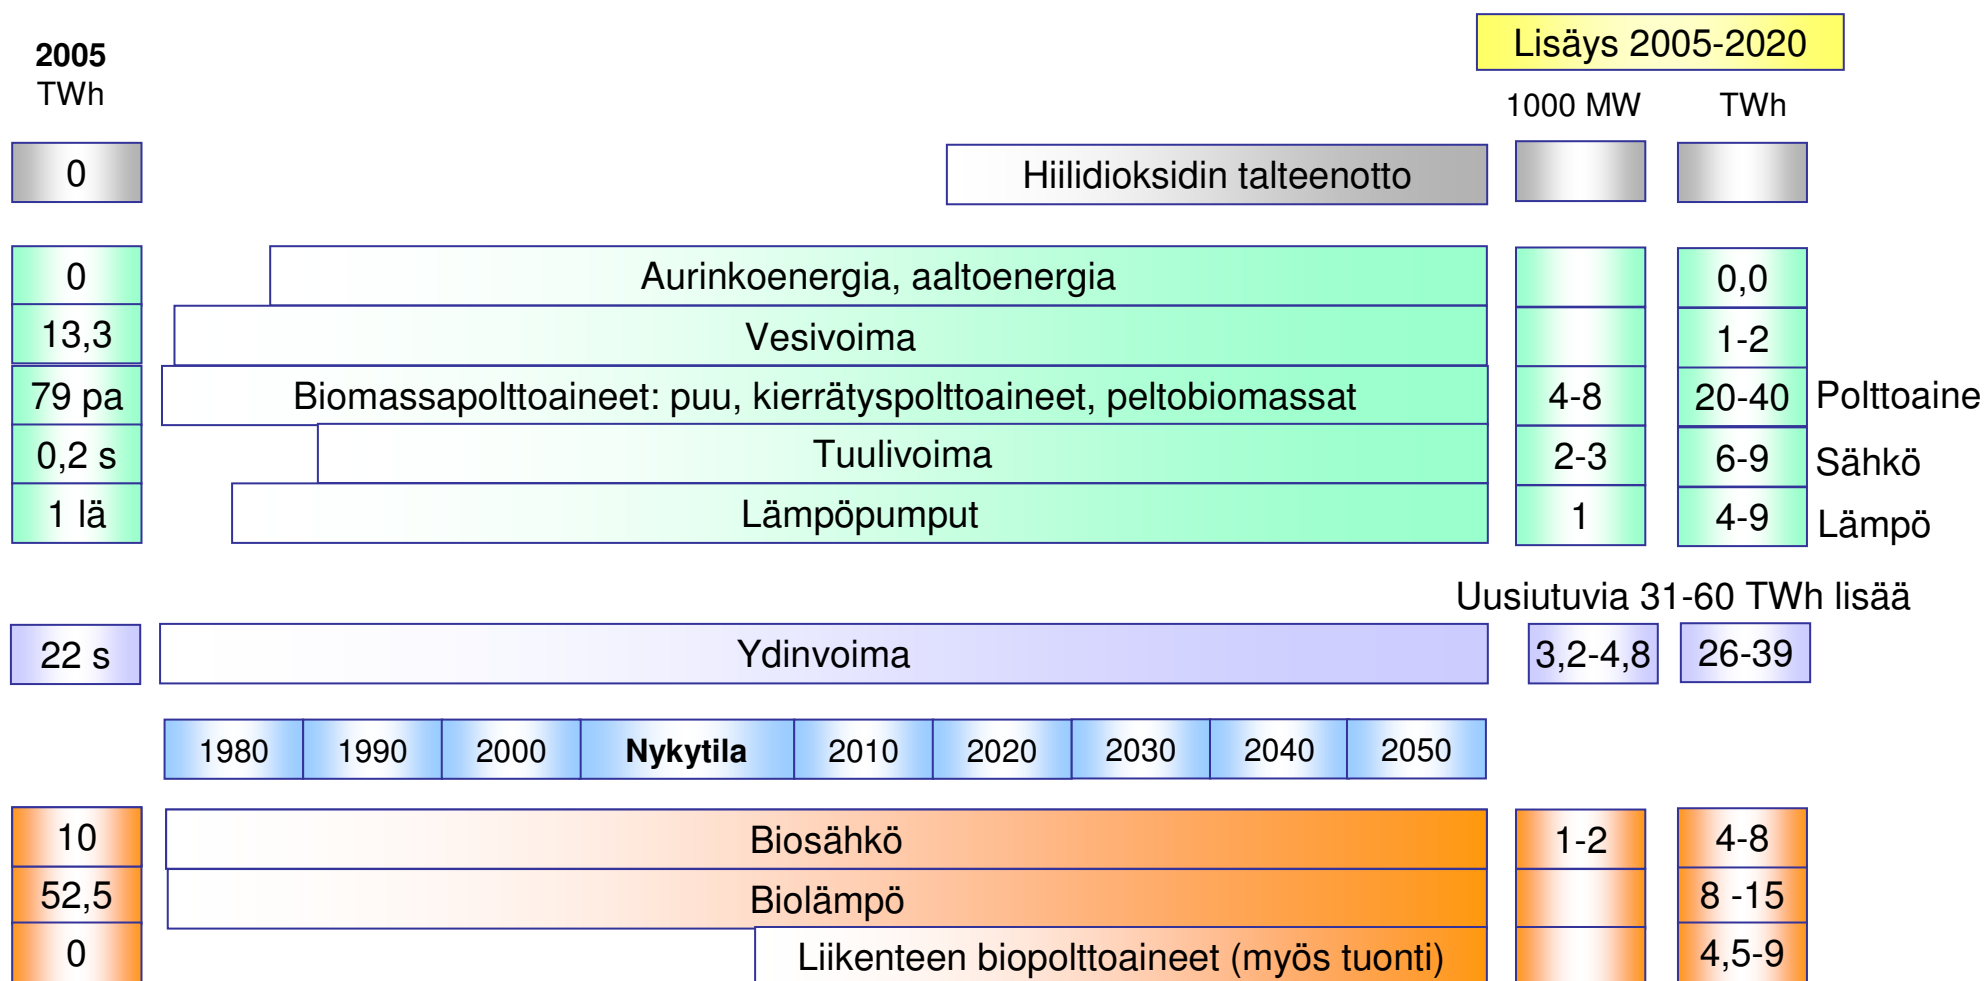 2005
TWh
Lisäys 2005-2020
1000 MW TWh
0 Hiilidioksidin talteenotto
0 Aurinkoenergia, aaltoenergia 0,0
13,3 Vesivoima 1-2
79 pa Biomassapolttoaineet: puu, kierrätyspolttoaineet, peltobiomassat 4-8 20-40 Polttoaine
0,2 s Tuulivoima 2-3 6-9 Sähkö
1 lä Lämpöpumput 1 4-9 Lämpö
Uusiutuvia 31-60 TWh lisää
22 s Ydinvoima 3,2-4,8 26-39
1980 1990 2000 Nykytila 2010 2020 2030 2040 2050
10 Biosähkö 1-2 4-8
52,5 Biolämpö 8 -15
0 Liikenteen biopolttoaineet (myös tuonti) 4,5-9